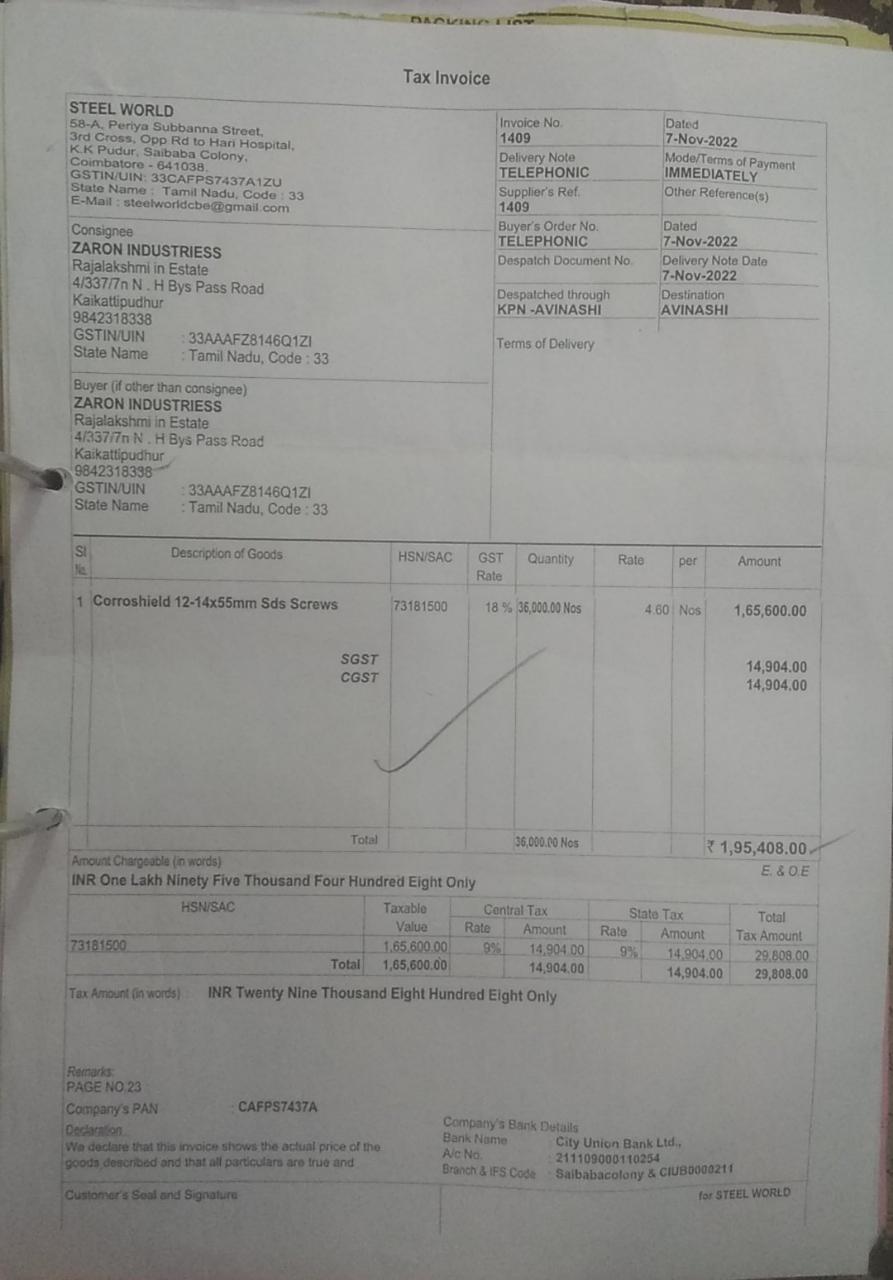 PACKING LIST
Tax Invoice
STEEL WORLD
58-A, Periya Subbanna Street,
3rd Cross, Opp Rd to Hari Hospital,
K.K Pudur, Saibaba Colony,
Coimbatore - 641038.
GSTIN/UIN: 33CAFPS7437A1ZU
State Name : Tamil Nadu, Code : 33
E-Mail : steelworldcbe@gmail.com
Invoice No. Dated
1409 7-Nov-2022
Delivery Note Mode/Terms of Payment
TELEPHONIC IMMEDIATELY
Supplier's Ref. Other Reference(s)
1409
Buyer's Order No. Dated
TELEPHONIC 7-Nov-2022
Despatch Document No. Delivery Note Date
7-Nov-2022
Despatched through Destination
KPN -AVINASHI AVINASHI
Terms of Delivery
Consignee
ZARON INDUSTRIESS
Rajalakshmi in Estate
4/337/7n N . H Bys Pass Road
Kaikattipudhur
9842318338
GSTIN/UIN : 33AAAFZ8146Q1ZI
State Name : Tamil Nadu, Code : 33
Buyer (if other than consignee)
ZARON INDUSTRIESS
Rajalakshmi in Estate
4/337/7n N . H Bys Pass Road
Kaikattipudhur
9842318338
GSTIN/UIN : 33AAAFZ8146Q1ZI
State Name : Tamil Nadu, Code : 33
Sl Description of Goods HSN/SAC GST Quantity Rate per Amount
No. Rate
1 Corroshield 12-14x55mm Sds Screws 73181500 18 % 36,000.00 Nos 4.60 Nos 1,65,600.00
SGST 14,904.00
CGST 14,904.00
Total 36,000.00 Nos ₹ 1,95,408.00
Amount Chargeable (in words) E. & O.E
INR One Lakh Ninety Five Thousand Four Hundred Eight Only
HSN/SAC Taxable Central Tax State Tax Total
Value Rate Amount Rate Amount Tax Amount
73181500 1,65,600.00 9% 14,904.00 9% 14,904.00 29,808.00
Total 1,65,600.00 14,904.00 14,904.00 29,808.00
Tax Amount (in words) : INR Twenty Nine Thousand Eight Hundred Eight Only
Remarks:
PAGE NO.23
Company's PAN : CAFPS7437A
Declaration
We declare that this invoice shows the actual price of the
goods described and that all particulars are true and
Company's Bank Details
Bank Name : City Union Bank Ltd.,
A/c No. : 211109000110254
Branch & IFS Code : Saibabacolony & CIUB0000211
Customer's Seal and Signature for STEEL WORLD